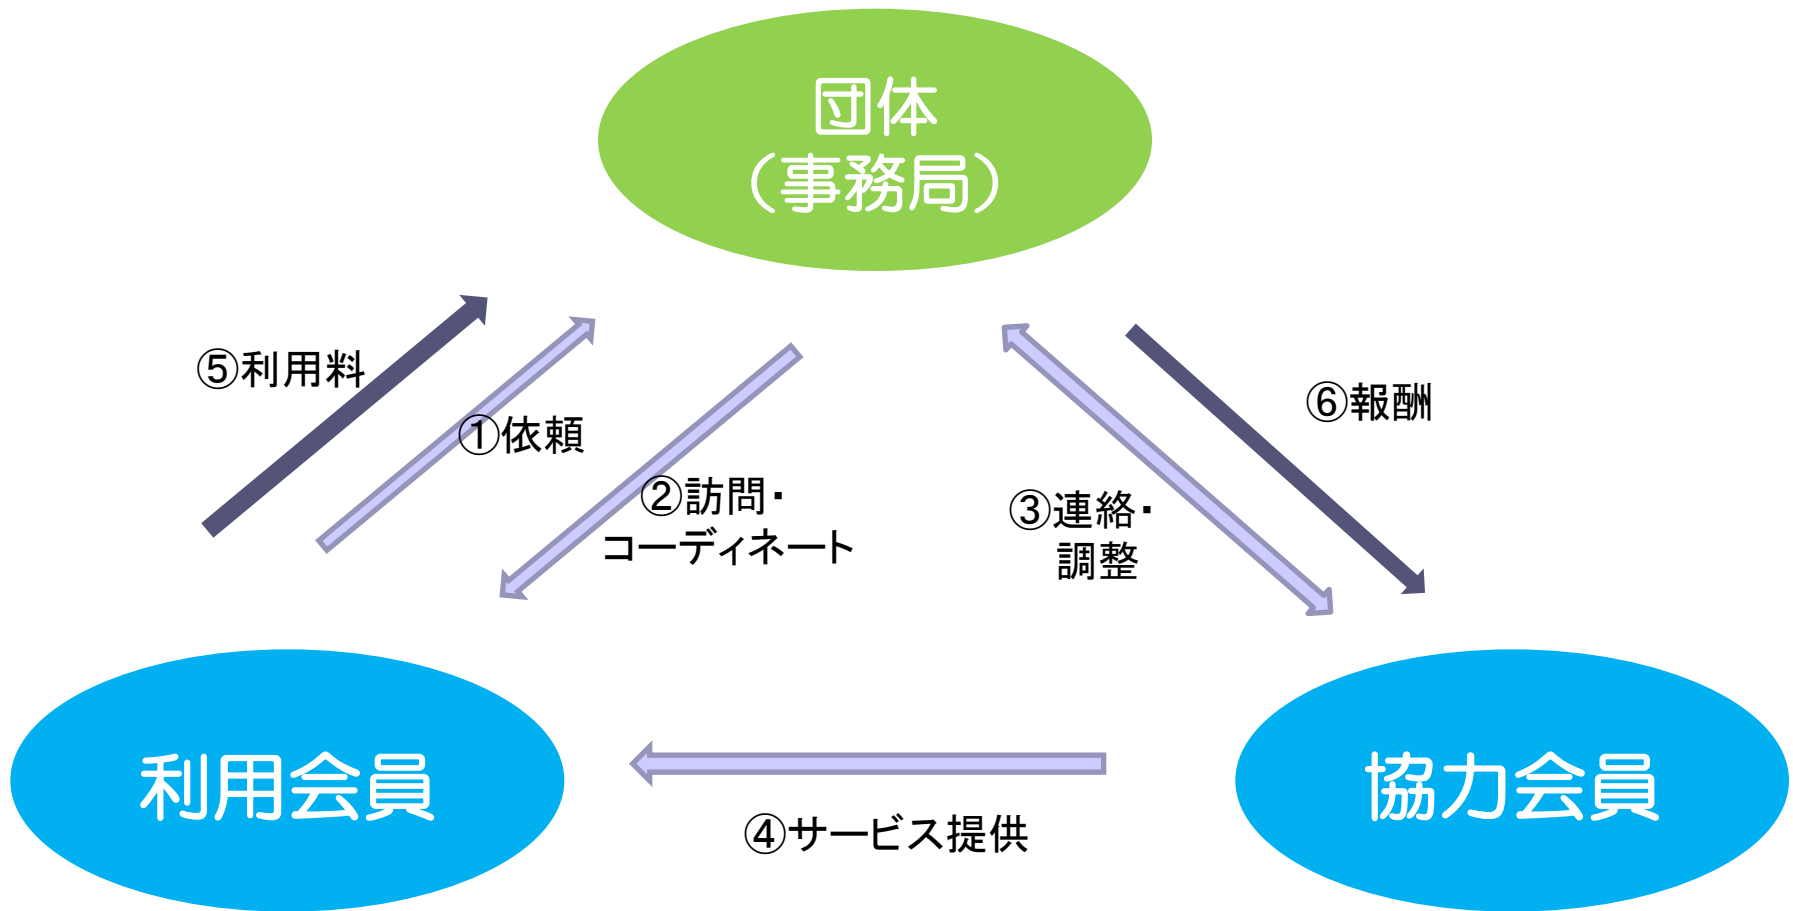 団体
（事務局）
⑤利用料
①依頼
②訪問・
コーディネート
③連絡・
調整
⑥報酬
利用会員
協力会員
④サービス提供